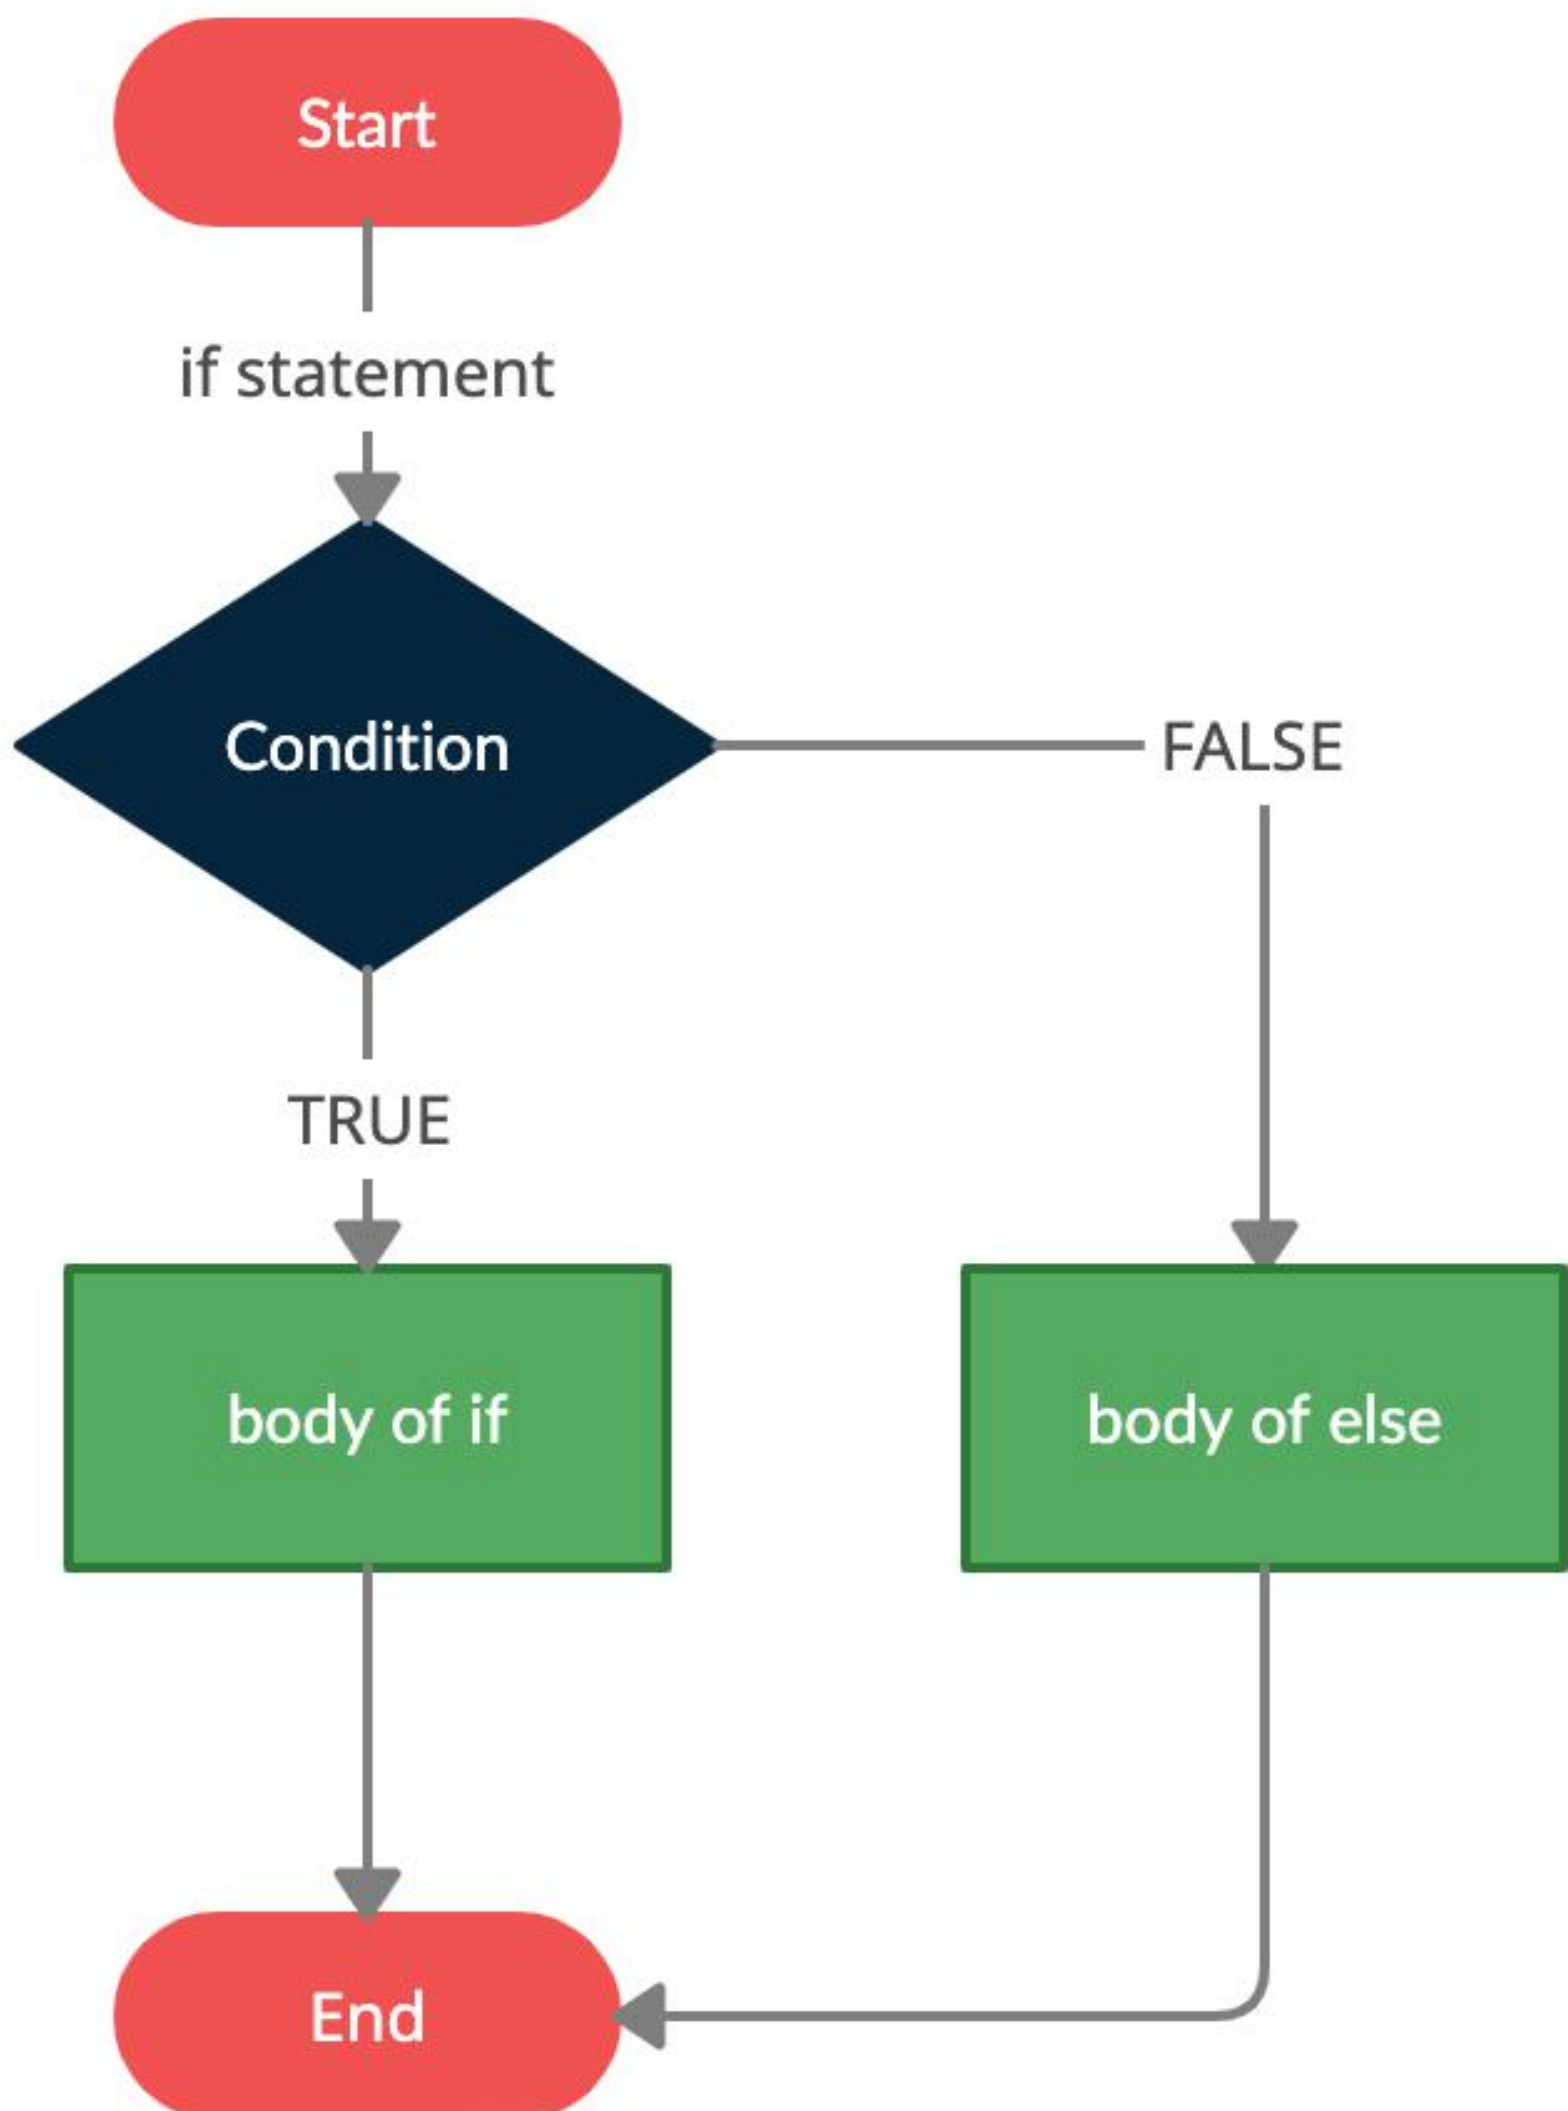 Start
if statement
Condition
FALSE
TRUE
body of if
body of else
End